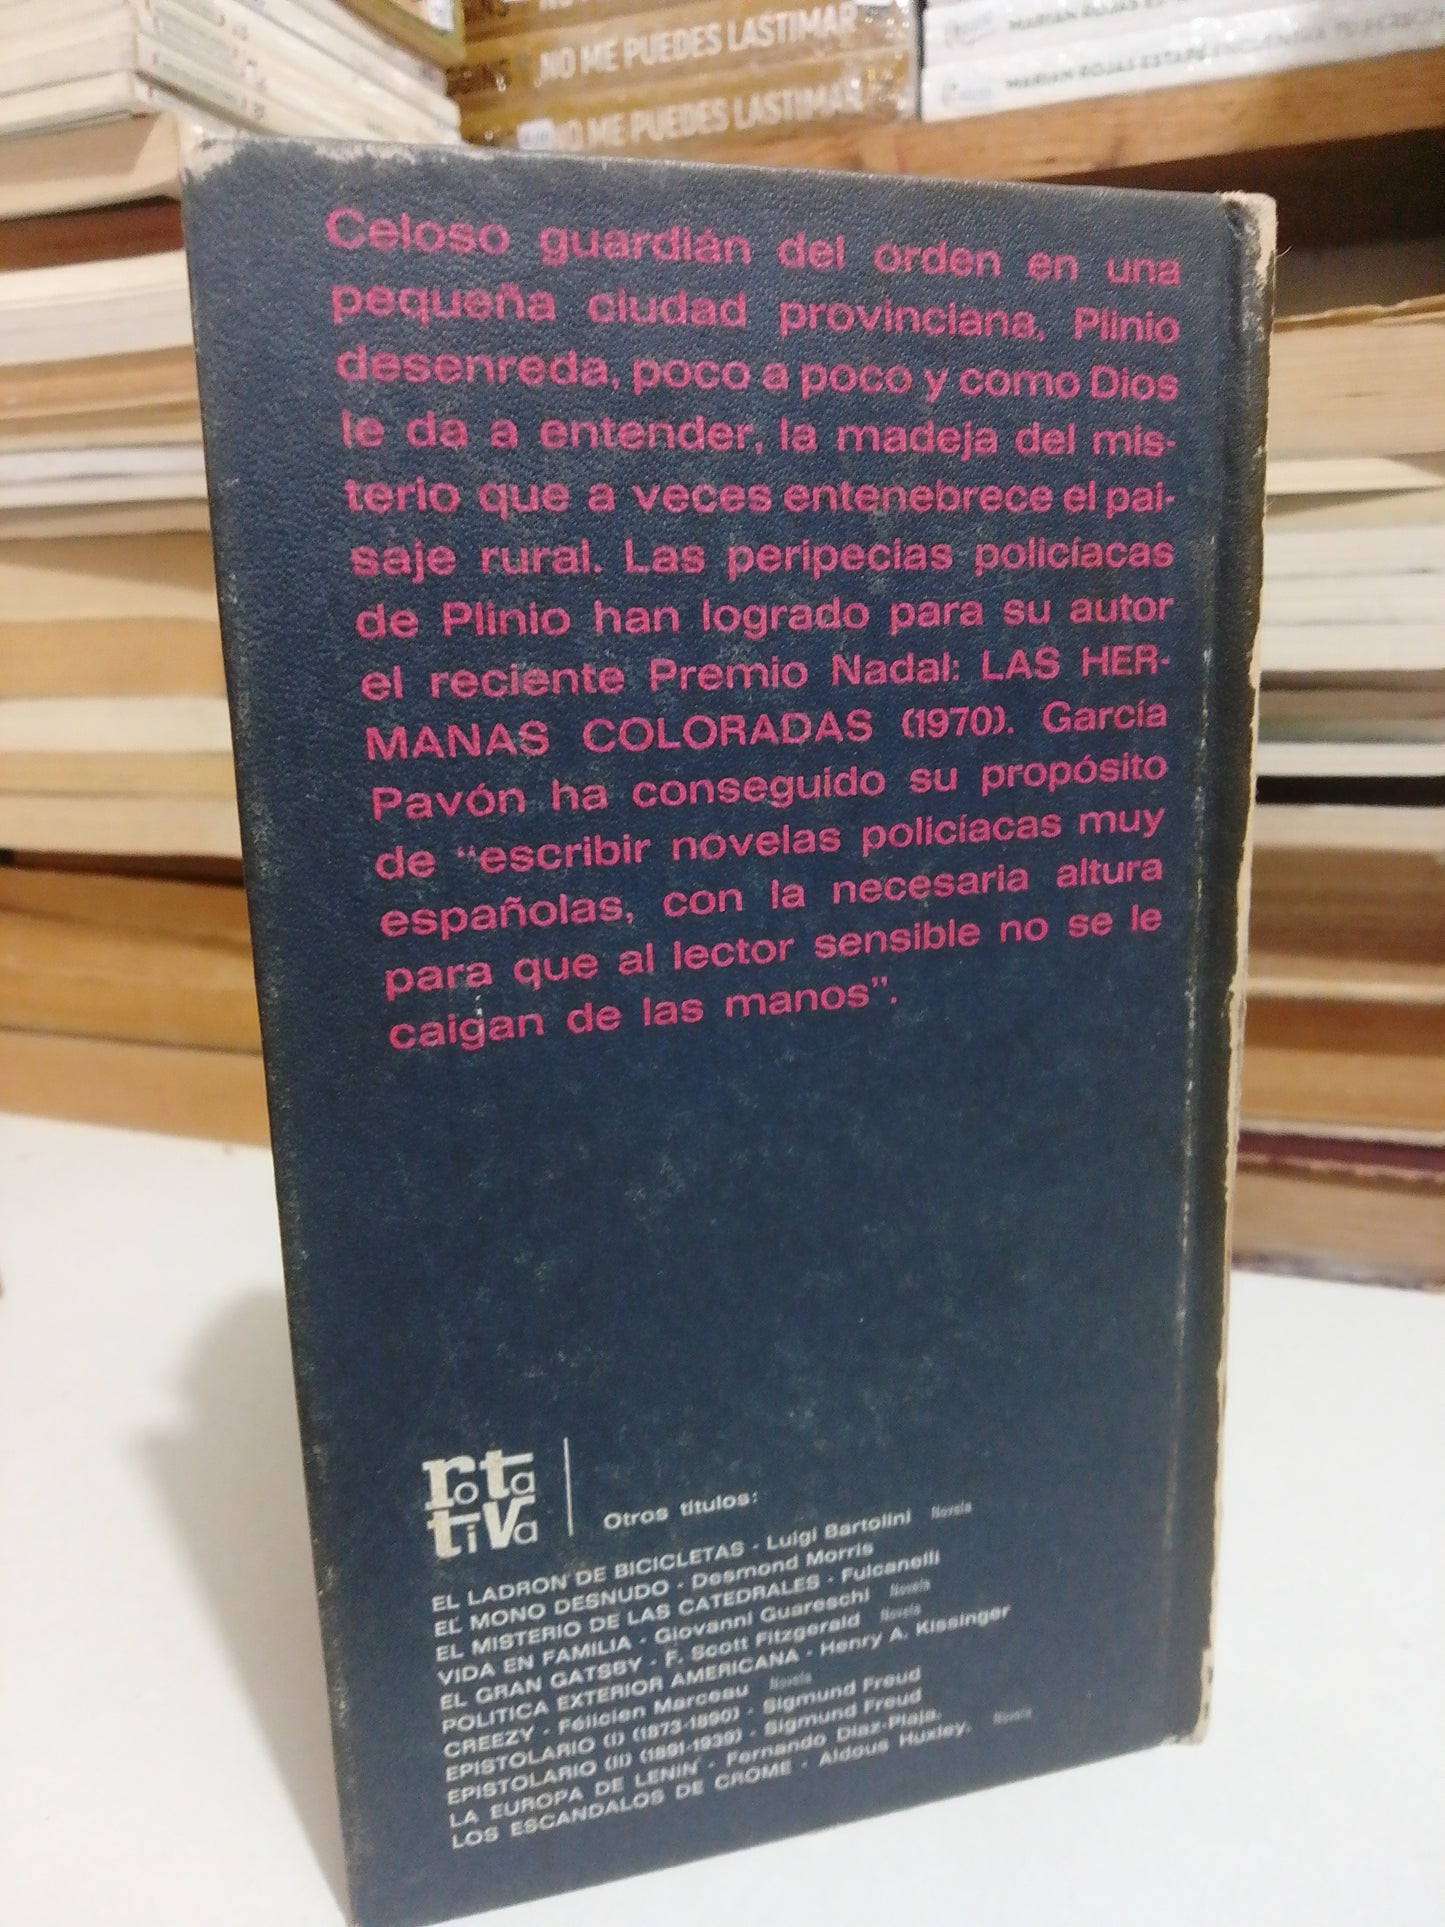 NO ME PUEDES LASTIMAR
NO ME PUEDES LASTIMAR
MARIAN ROJAS
MARIAN ROJAS ESTAPÉ ENCUENTRA TU PERSONA
Celoso guardián del orden en una
pequeña ciudad provinciana, Plinio
desenreda, poco a poco y como Dios
le da a entender, la madeja del mis-
terio que a veces entenebrece el pai-
saje rural. Las peripecias policíacas
de Plinio han logrado para su autor
el reciente Premio Nadal: LAS HER-
MANAS COLORADAS (1970). García
Pavón ha conseguido su propósito
de “escribir novelas policíacas muy
españolas, con la necesaria altura
para que al lector sensible no se le
caigan de las manos”.
rotativa
Otros títulos:
EL LADRON DE BICICLETAS - Luigi Bartolini Novela
EL MONO DESNUDO - Desmond Morris
EL MISTERIO DE LAS CATEDRALES - Fulcanelli
VIDA EN FAMILIA - Giovanni Guareschi Novela
EL GRAN GATSBY - F. Scott Fitzgerald Novela
POLITICA EXTERIOR AMERICANA - Henry A. Kissinger
CREEZY - Félicien Marceau Novela
EPISTOLARIO (I) (1873-1890) - Sigmund Freud
EPISTOLARIO (II) (1891-1939) - Sigmund Freud
LA EUROPA DE LENIN - Fernando Díaz-Plaja.
LOS ESCANDALOS DE CROME - Aldous Huxley. Novela